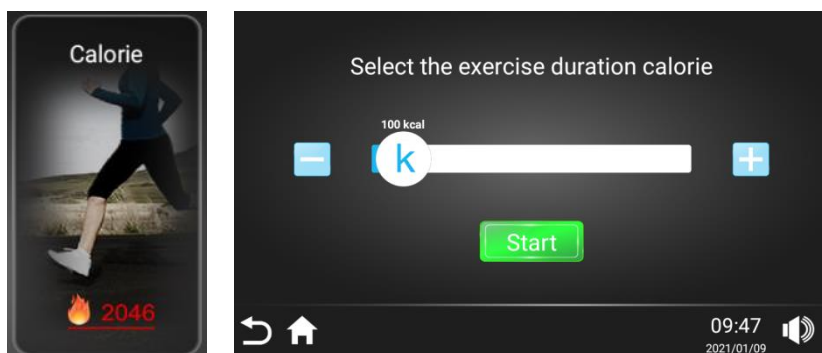 Calorie
2046
Select the exercise duration calorie
100 kcal
k
Start
09:47
2021/01/09